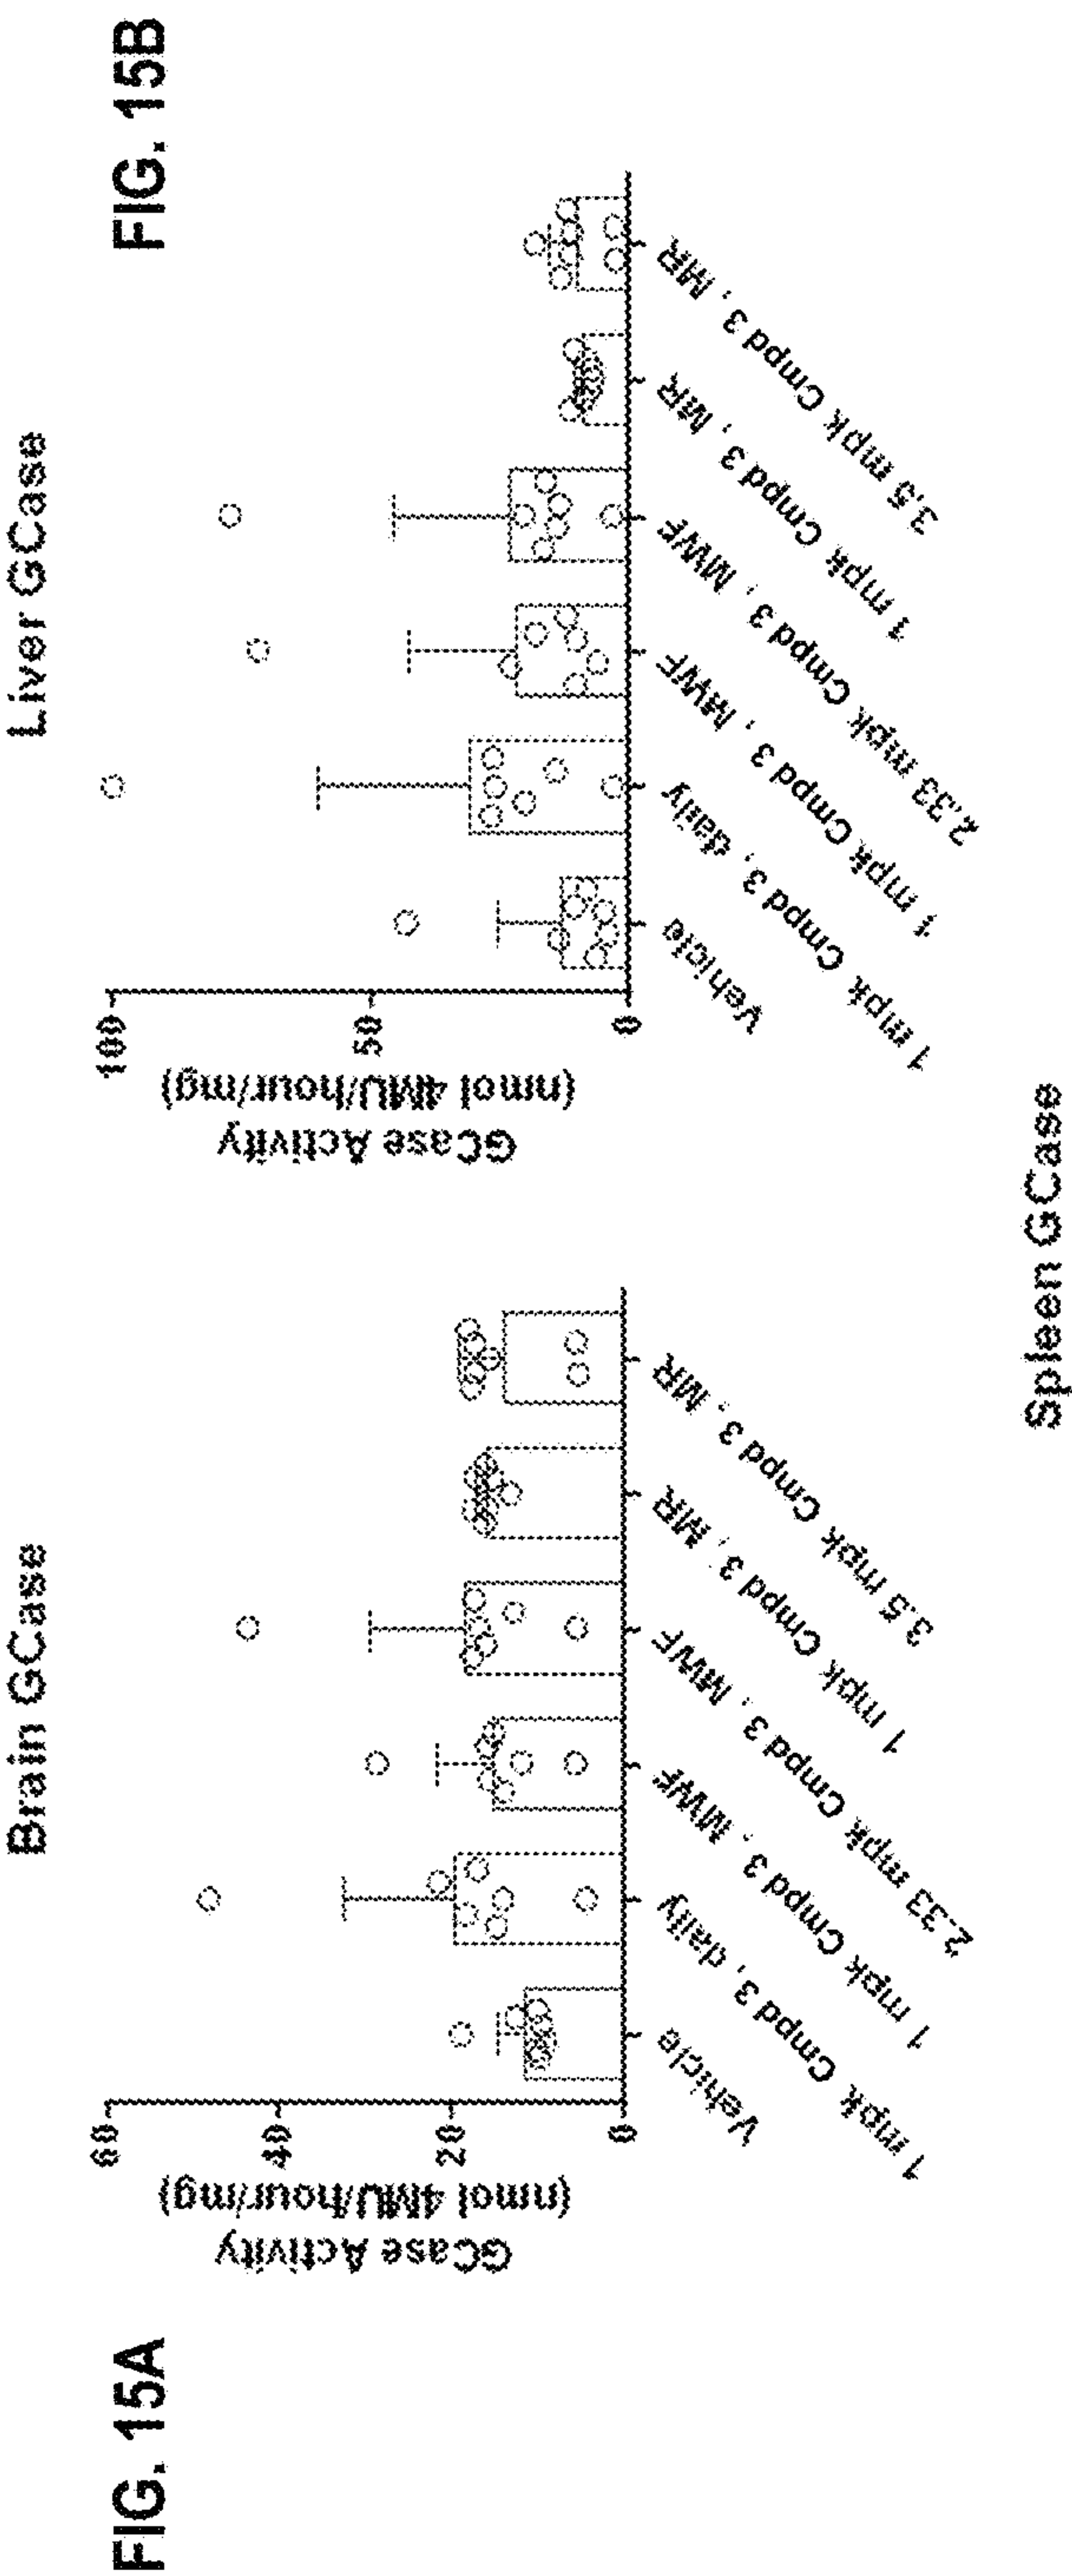 FIG. 15A
Brain GCase
GCase Activity
(nmol 4MU/hour/mg)
60
40
20
0
Vehicle
1 mpk Cmpd 3, daily
1 mpk Cmpd 3, MWF
2.33 mpk Cmpd 3, MWF
1 mpk Cmpd 3, MR
3.5 mpk Cmpd 3, MR
FIG. 15B
Liver GCase
GCase Activity
(nmol 4MU/hour/mg)
100
50
0
Vehicle
1 mpk Cmpd 3, daily
1 mpk Cmpd 3, MWF
2.33 mpk Cmpd 3, MWF
1 mpk Cmpd 3, MR
3.5 mpk Cmpd 3, MR
Spleen GCase